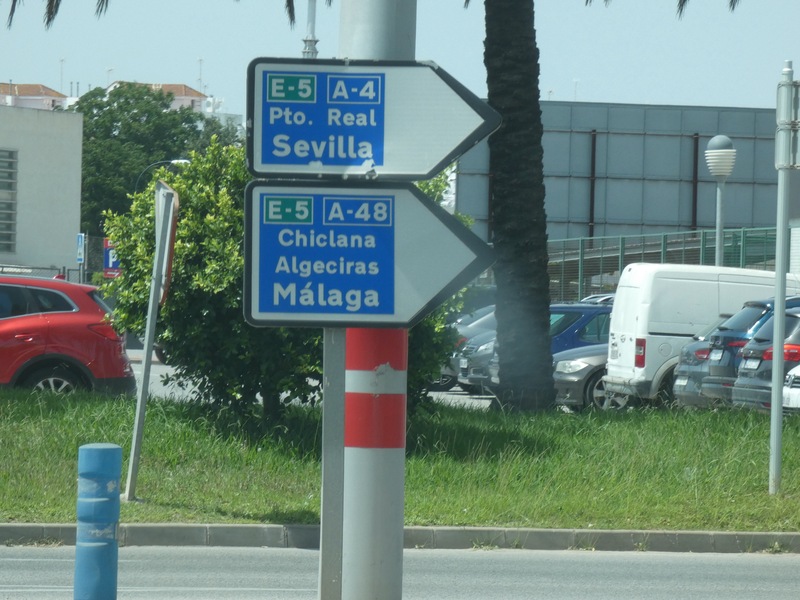 E-5 A-4
Pto. Real
Sevilla
E-5 A-48
Chiclana
Algeciras
Málaga
P